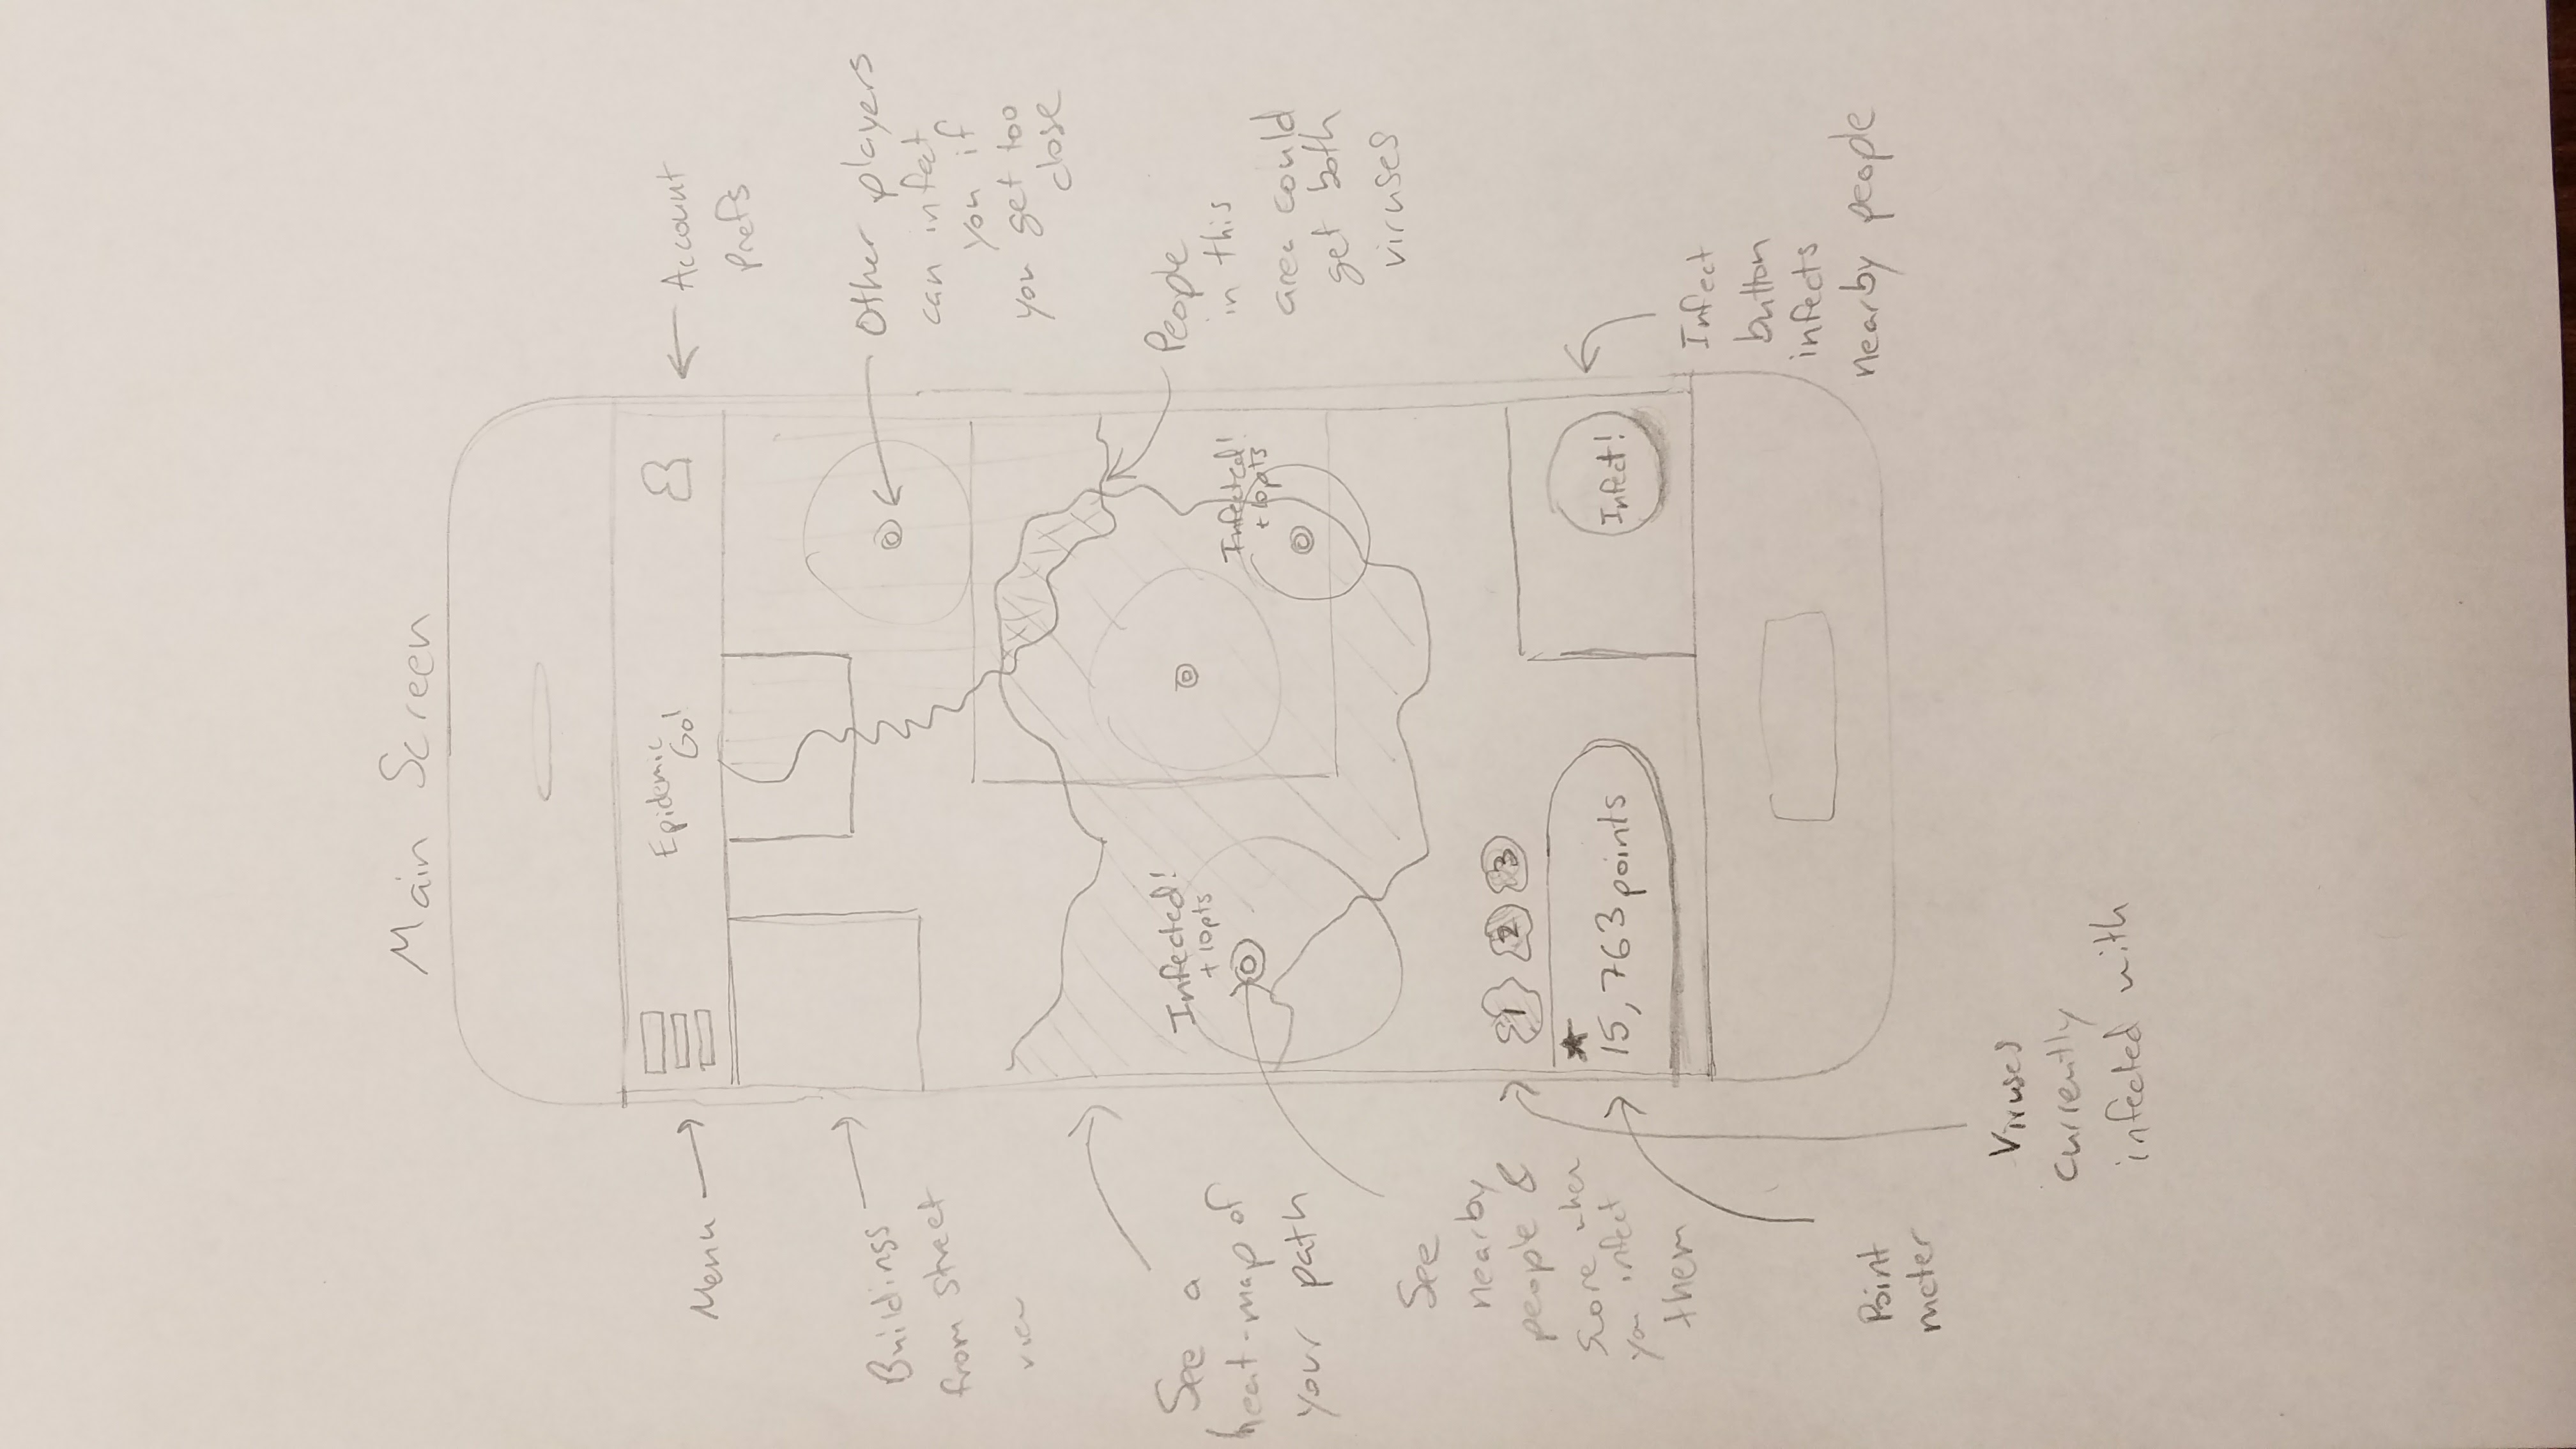 Main Screen
Epidemic
Go!
Menu
Account
Prefs
Buildings
from street
view
Other players
can infect
you if
you get too
close
See a
heat-map of
your path
Infected!
+ 10pts
Infected!
+ 10pts
People
in this
area could
get both
viruses
See
nearby
people &
score when
you infect
them
1 2 3
15,763 points
Infect!
Infect
button
infects
nearby people
Point
meter
Viruses
currently
infected with